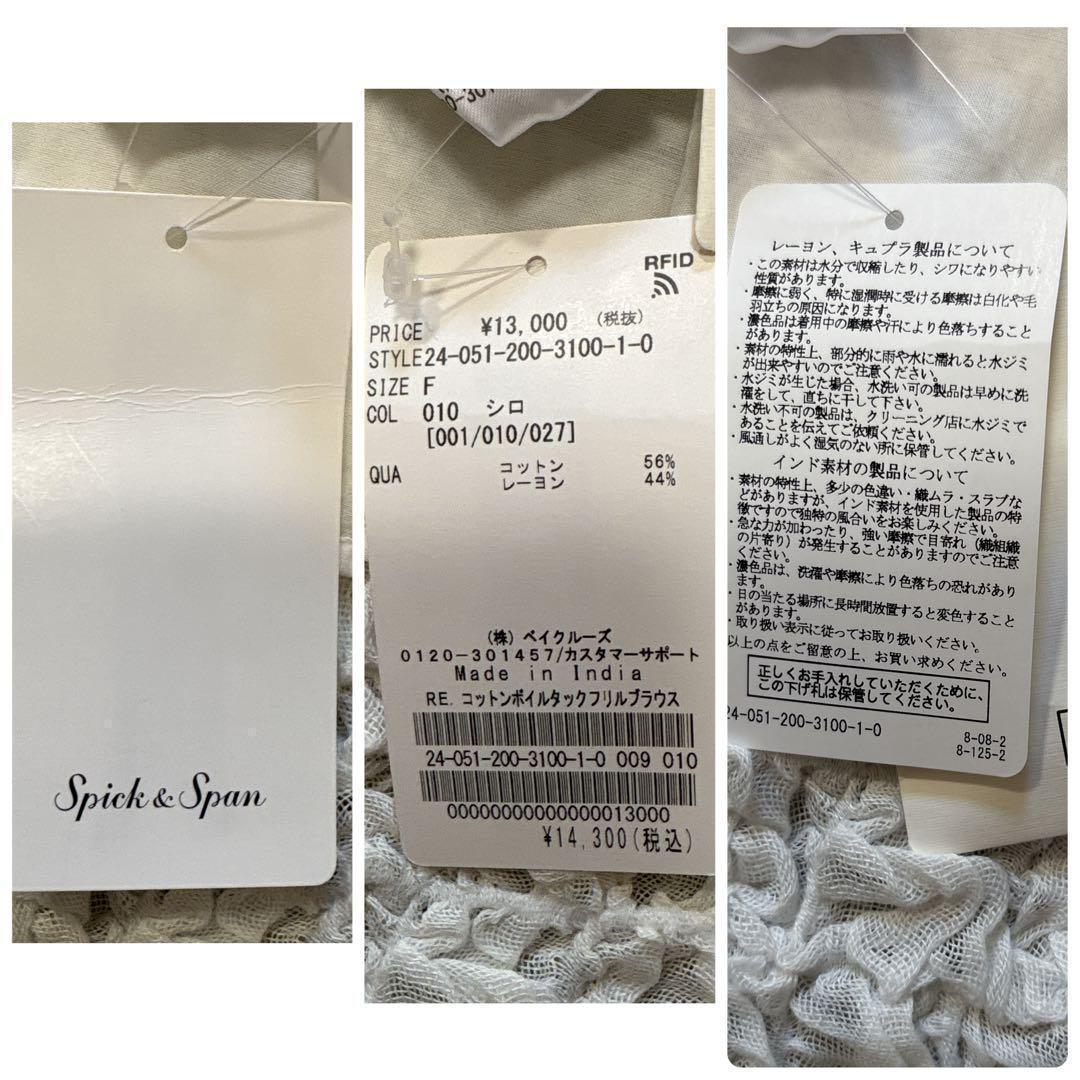 Spick & Span
0-301
RFID
PRICE ¥13,000 (税抜)
STYLE 24-051-200-3100-1-0
SIZE F
COL 010 シロ
[001/010/027]
QUA コットン 56%
レーヨン 44%
(株) ベイクルーズ
0120-301457/カスタマーサポート
Made in India
RE. コットンボイルタックフリルブラウス
24-051-200-3100-1-0 009 010
00000000000000013000
¥14,300(税込)
レーヨン、キュプラ製品について
・この素材は水分で収縮したり、シワになりやすい
性質があります。
・摩擦に弱く、特に湿潤時に受ける摩擦は白化や毛
羽立ちの原因になります。
・濃色品は着用中の摩擦や汗により色落ちすること
があります。
・素材の特性上、部分的に雨や水に濡れると水ジミ
が出来やすいのでご注意ください。
・水ジミが生じた場合、水洗い可の製品は早めに洗
濯をして、直ちに干して下さい。
・水洗い不可の製品は、クリーニング店に水ジミで
あることを伝えてご依頼ください。
・風通しがよく湿気のない所に保管してください。
インド素材の製品について
・素材の特性上、多少の色違い・織ムラ・スラブな
どがありますが、インド素材を使用した製品の特
徴ですので独特の風合いをお楽しみください。
・急な力が加わったり、強い摩擦で目寄れ（織組織
の片寄り）が発生することがありますのでご注意
ください。
・濃色品は、洗濯や摩擦により色落ちの恐れがあり
ます。
・日の当たる場所に長時間放置すると変色すること
があります。
・取り扱い表示に従ってお取り扱いください。
以上の点をご留意の上、お買い求めください。
正しくお手入れしていただくために、
この下げ札は保管してください。
24-051-200-3100-1-0
8-08-2
8-125-2